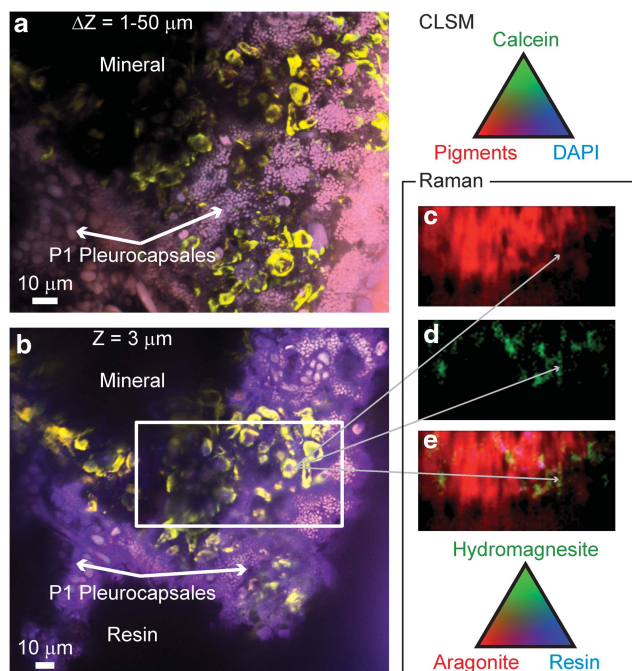 a
ΔZ = 1-50 μm
Mineral
P1 Pleurocapsales
10 μm
b
Z = 3 μm
Mineral
P1 Pleurocapsales
Resin
10 μm
CLSM
Calcein
Pigments
DAPI
Raman
c
d
e
Hydromagnesite
Aragonite
Resin